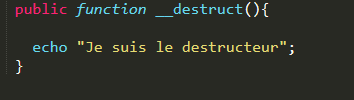 public function __destruct(){
echo "Je suis le destructeur";
}